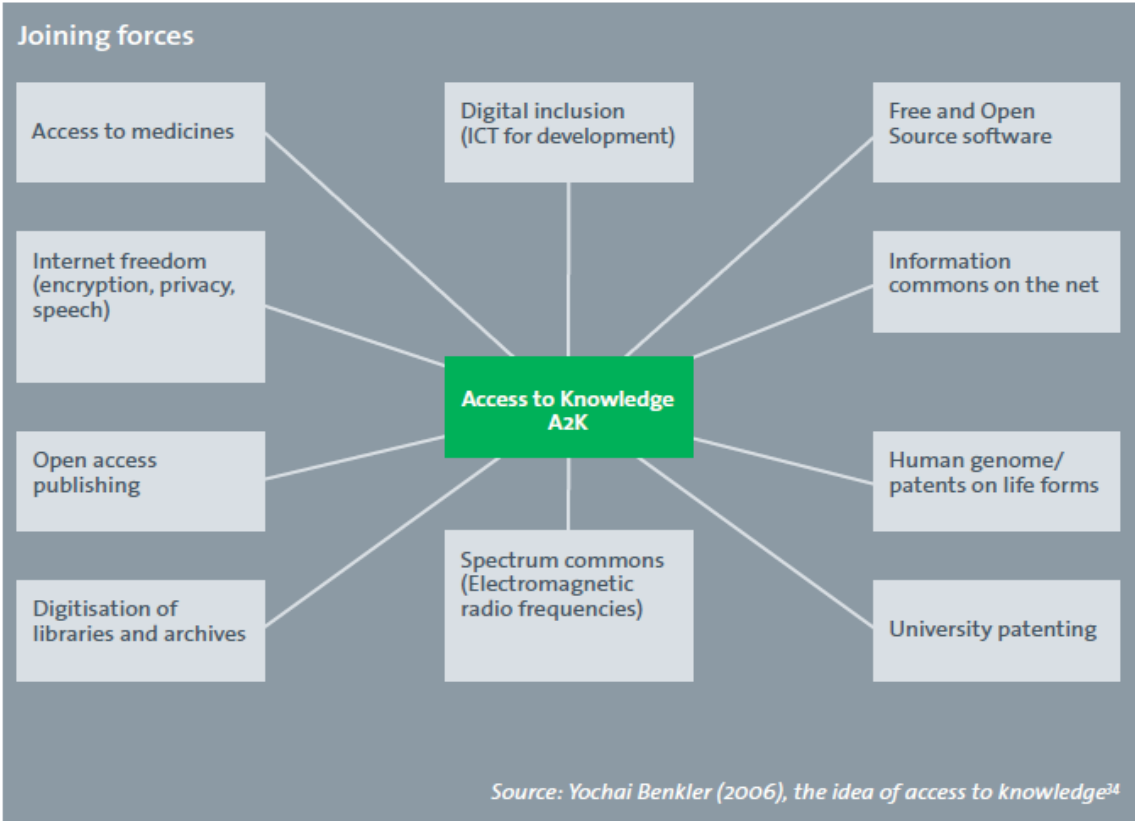 Joining forces
Access to medicines
Digital inclusion
(ICT for development)
Free and Open
Source software
Internet freedom
(encryption, privacy,
speech)
Information
commons on the net
Access to Knowledge
A2K
Open access
publishing
Human genome/
patents on life forms
Spectrum commons
(Electromagnetic
radio frequencies)
Digitisation of
libraries and archives
University patenting
Source: Yochai Benkler (2006), the idea of access to knowledge³⁴